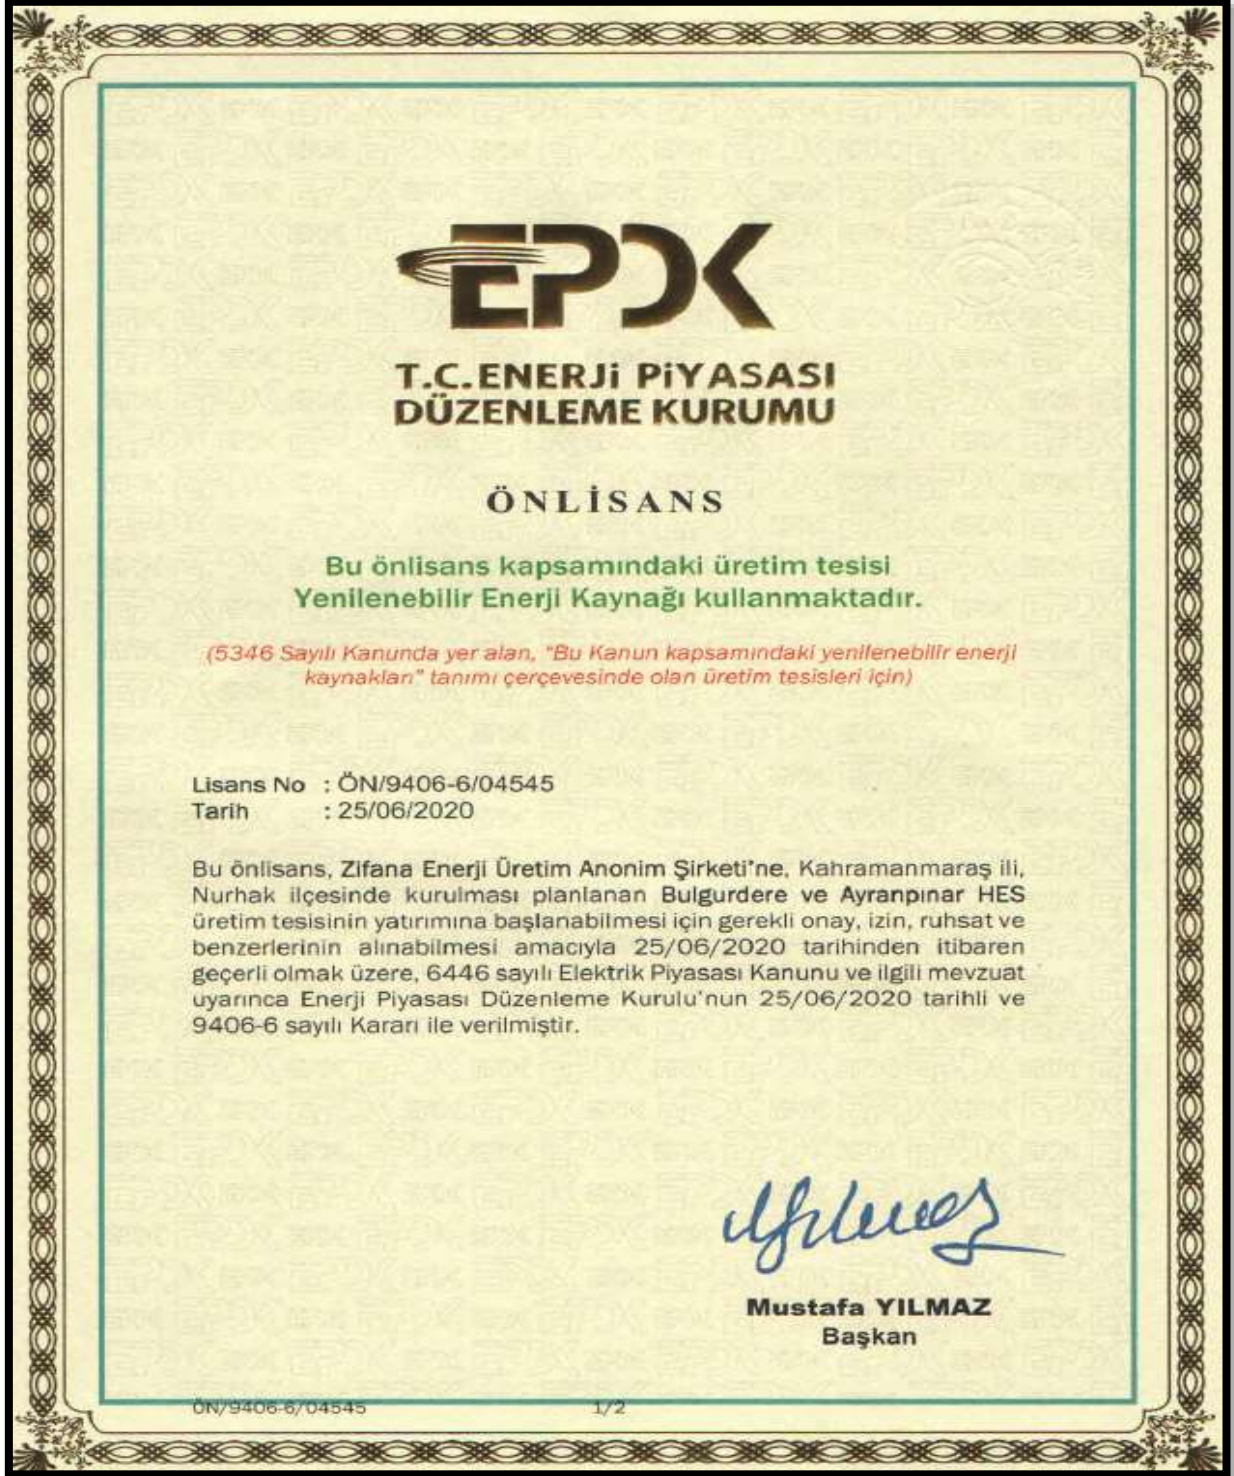 EPDK
T.C. ENERJİ PİYASASI
DÜZENLEME KURUMU
ÖNLİSANS
Bu önlisans kapsamındaki üretim tesisi
Yenilenebilir Enerji Kaynağı kullanmaktadır.
(5346 Sayılı Kanunda yer alan, "Bu Kanun kapsamındaki yenilenebilir enerji
kaynakları" tanımı çerçevesinde olan üretim tesisleri için)
Lisans No : ÖN/9406-6/04545
Tarih : 25/06/2020
Bu önlisans, Zifana Enerji Üretim Anonim Şirketi'ne, Kahramanmaraş ili,
Nurhak ilçesinde kurulması planlanan Bulgurdere ve Ayranpınar HES
üretim tesisinin yatırımına başlanabilmesi için gerekli onay, izin, ruhsat ve
benzerlerinin alınabilmesi amacıyla 25/06/2020 tarihinden itibaren
geçerli olmak üzere, 6446 sayılı Elektrik Piyasası Kanunu ve ilgili mevzuat
uyarınca Enerji Piyasası Düzenleme Kurulu'nun 25/06/2020 tarihli ve
9406-6 sayılı Kararı ile verilmiştir.
Mustafa YILMAZ
Başkan
ÖN/9406-6/04545 1/2